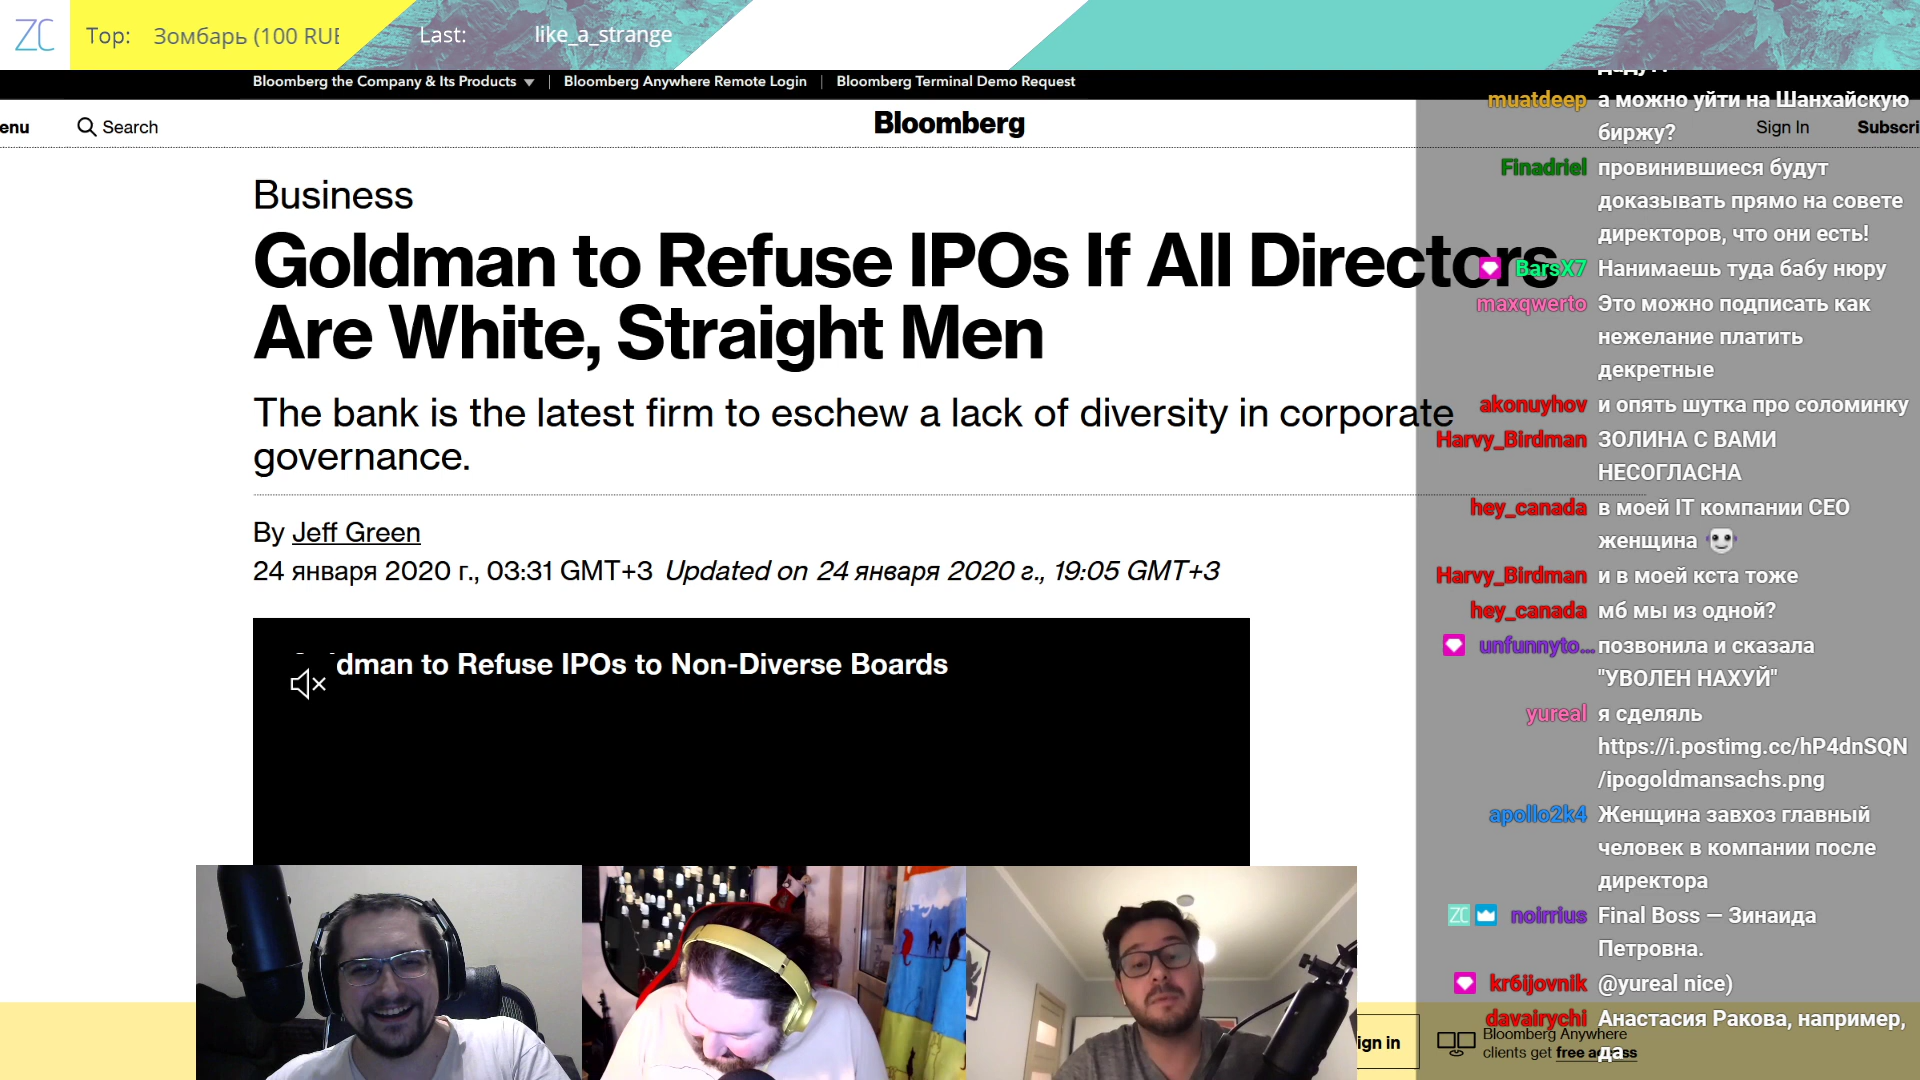 ZC
Top: Зомбарь (100 RUE
Last: like_a_strange
Bloomberg the Company & Its Products
Bloomberg Anywhere Remote Login
Bloomberg Terminal Demo Request
enu
Search
Bloomberg
Sign In
Subscri
Business
Goldman to Refuse IPOs If All Directors
Are White, Straight Men
The bank is the latest firm to eschew a lack of diversity in corporate
governance.
By Jeff Green
24 января 2020 г., 03:31 GMT+3 Updated on 24 января 2020 г., 19:05 GMT+3
dman to Refuse IPOs to Non-Diverse Boards
ign in
Bloomberg Anywhere
clients get free access
muatdeep а можно уйти на Шанхайскую
биржу?
Finadriel провинившиеся будут
доказывать прямо на совете
директоров, что они есть!
BarsX7 Нанимаешь туда бабу нюру
maxqwerto Это можно подписать как
нежелание платить
декретные
akonuyhov и опять шутка про соломинку
Harvy_Birdman ЗОЛИНА С ВАМИ
НЕСОГЛАСНА
hey_canada в моей IT компании CEO
женщина
Harvy_Birdman и в моей кста тоже
hey_canada мб мы из одной?
unfunnyto... позвонила и сказала
"УВОЛЕН НАХУЙ"
yureal я сделяль
https://i.postimg.cc/hP4dnSQN
/ipogoldmansachs.png
apollo2k4 Женщина завхоз главный
человек в компании после
директора
ZC noirrius Final Boss — Зинаида
Петровна.
kr6ijovnik @yureal nice)
davairychi Анастасия Ракова, например,
да